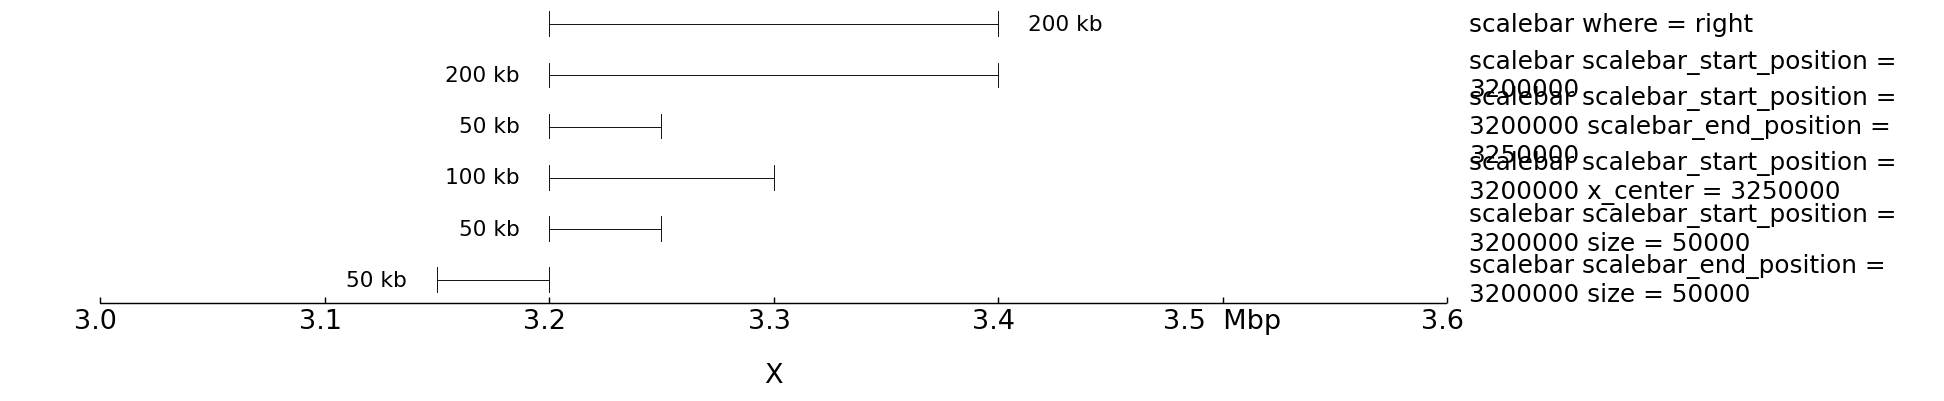 200 kb
scalebar where = right
200 kb
scalebar scalebar_start_position =
3200000
50 kb
scalebar scalebar_start_position =
3200000 scalebar_end_position =
3250000
100 kb
scalebar scalebar_start_position =
3200000 x_center = 3250000
50 kb
scalebar scalebar_start_position =
3200000 size = 50000
50 kb
scalebar scalebar_end_position =
3200000 size = 50000
3.0 3.1 3.2 3.3 3.4 3.5 Mbp 3.6
X